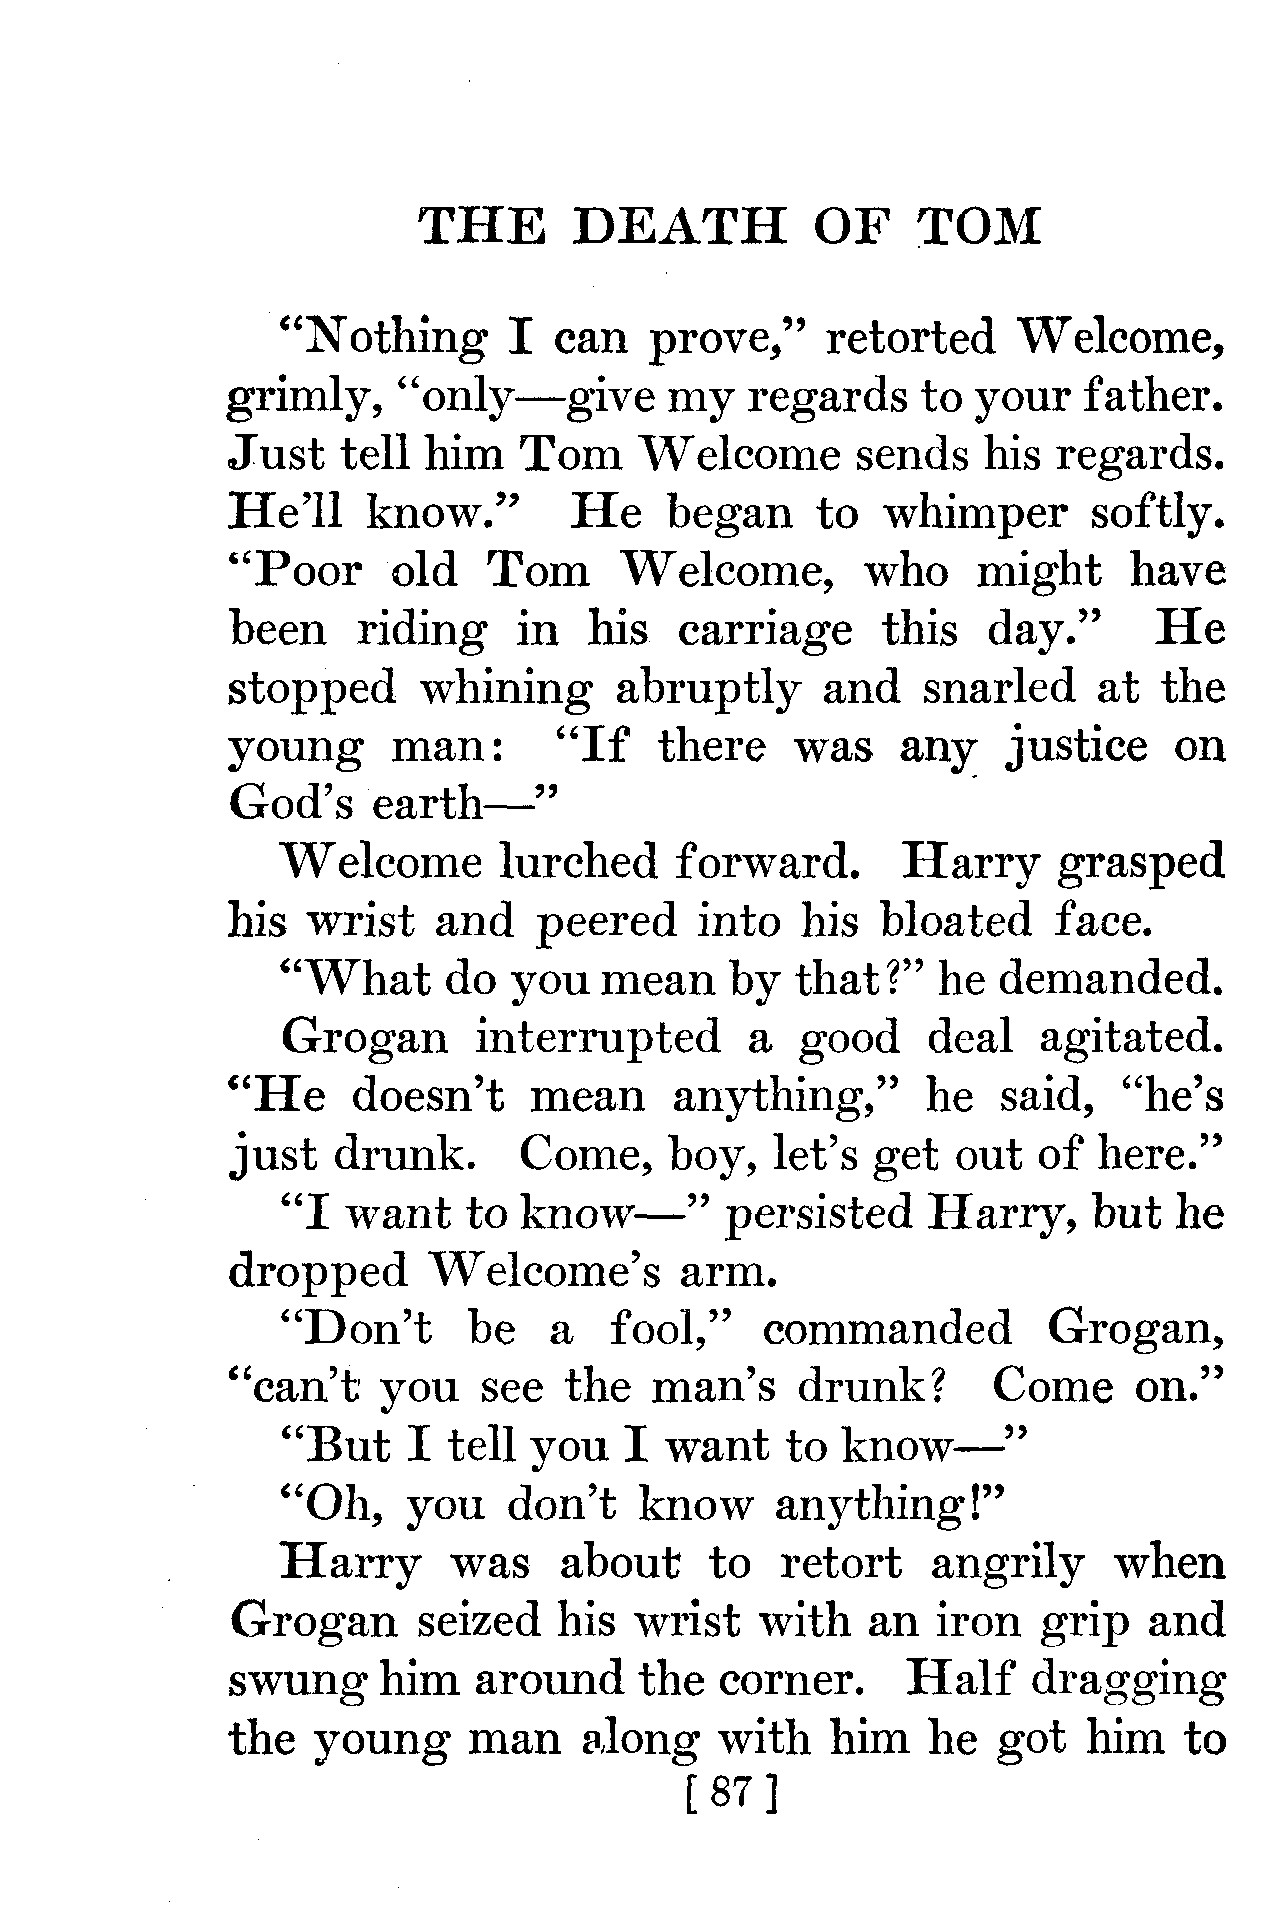 THE DEATH OF TOM
“Nothing I can prove,” retorted Welcome,
grimly, “only—give my regards to your father.
Just tell him Tom Welcome sends his regards.
He’ll know.” He began to whimper softly.
“Poor old Tom Welcome, who might have
been riding in his carriage this day.” He
stopped whining abruptly and snarled at the
young man: “If there was any justice on
God’s earth—”
Welcome lurched forward. Harry grasped
his wrist and peered into his bloated face.
“What do you mean by that?” he demanded.
Grogan interrupted a good deal agitated.
“He doesn’t mean anything,” he said, “he’s
just drunk. Come, boy, let’s get out of here.”
“I want to know—” persisted Harry, but he
dropped Welcome’s arm.
“Don’t be a fool,” commanded Grogan,
“can’t you see the man’s drunk? Come on.”
“But I tell you I want to know—”
“Oh, you don’t know anything!”
Harry was about to retort angrily when
Grogan seized his wrist with an iron grip and
swung him around the corner. Half dragging
the young man along with him he got him to
[ 87 ]